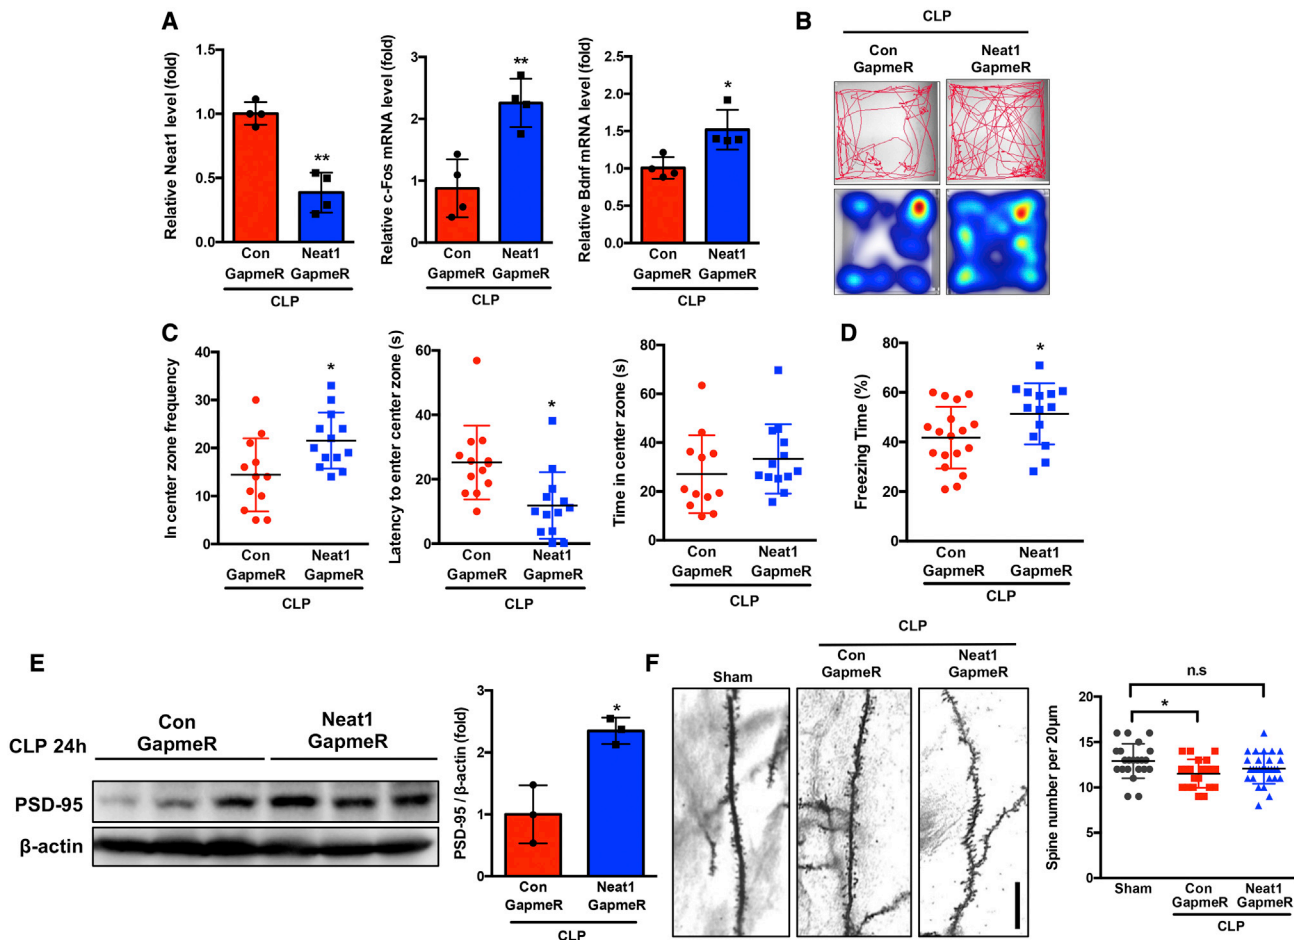 A
Relative Neat1 level (fold)
1.5
1.0
0.5
0.0
**
Con
GapmeR
Neat1
GapmeR
CLP
Relative c-Fos mRNA level (fold)
3
2
1
0
**
Con
GapmeR
Neat1
GapmeR
CLP
Relative Bdnf mRNA level (fold)
2.5
2.0
1.5
1.0
0.5
0.0
*
Con
GapmeR
Neat1
GapmeR
CLP
B
CLP
Con
GapmeR
Neat1
GapmeR
C
In center zone frequency
40
30
20
10
0
*
Con
GapmeR
Neat1
GapmeR
CLP
Latency to enter center zone (s)
60
40
20
0
*
Con
GapmeR
Neat1
GapmeR
CLP
Time in center zone (s)
80
60
40
20
0
Con
GapmeR
Neat1
GapmeR
CLP
D
Freezing Time (%)
80
60
40
20
0
*
Con
GapmeR
Neat1
GapmeR
CLP
E
CLP 24h
Con
GapmeR
Neat1
GapmeR
PSD-95
β-actin
PSD-95 / β-actin (fold)
3
2
1
0
*
Con
GapmeR
Neat1
GapmeR
CLP
F
CLP
Sham
Con
GapmeR
Neat1
GapmeR
Spine number per 20μm
20
15
10
5
0
n.s
*
Sham
Con
GapmeR
Neat1
GapmeR
CLP